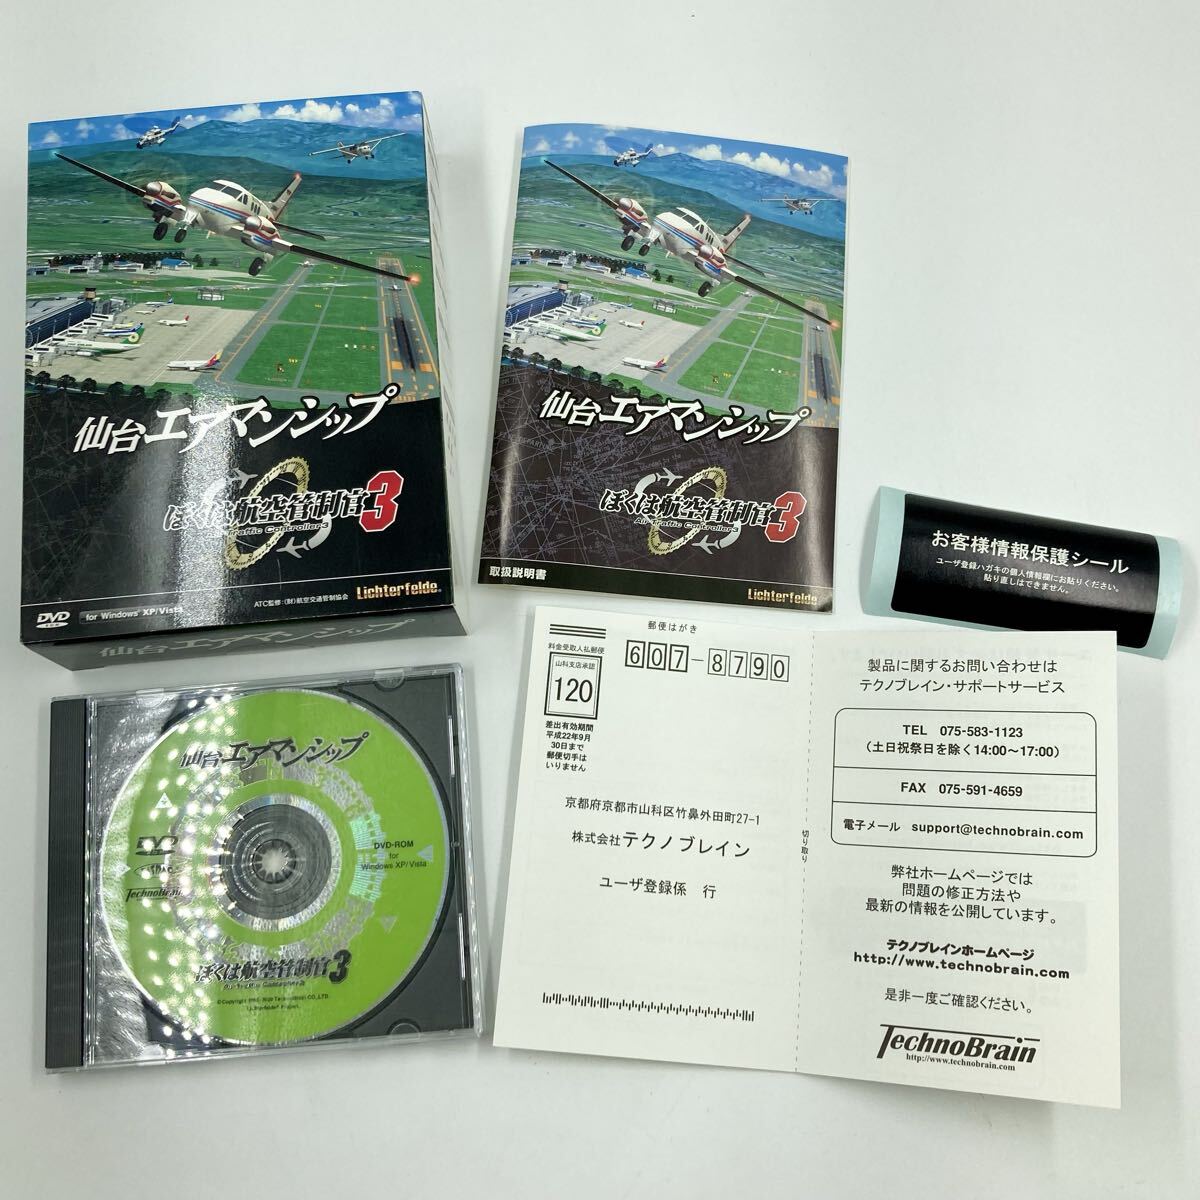 仙台エアマンシップ
ぼくは航空管制官3
Air Traffic Controller
DVD
for Windows XP/Vista
ATC監修:(財)航空交通管制協会
Lichterfelde
仙台エアマンシップ
仙台エアマンシップ
ぼくは航空管制官3
Air Traffic Controller
取扱説明書
Lichterfelde
お客様情報保護シール
ユーザ登録ハガキの個人情報欄にお貼りください。
貼り直しはできません。
仙台エアマンシップ
DVD
DVD-ROM
for
Windows XP/Vista
TechnoBrain
ぼくは航空管制官3
Air Traffic Controller
郵便はがき
607-8790
料金受取人払郵便
山科支店承認
120
差出有効期間
平成22年9月
30日まで
郵便切手は
いりません
京都府京都市山科区竹鼻外田町27-1
株式会社テクノブレイン
ユーザ登録係 行
切り取り
製品に関するお問い合わせは
テクノブレイン・サポートサービス
TEL 075-583-1123
(土日祝祭日を除く14:00～17:00)
FAX 075-591-4659
電子メール support@technobrain.com
弊社ホームページでは
問題の修正方法や
最新の情報を公開しています。
テクノブレインホームページ
http://www.technobrain.com
是非一度ご確認ください。
TechnoBrain
http://www.technobrain.com